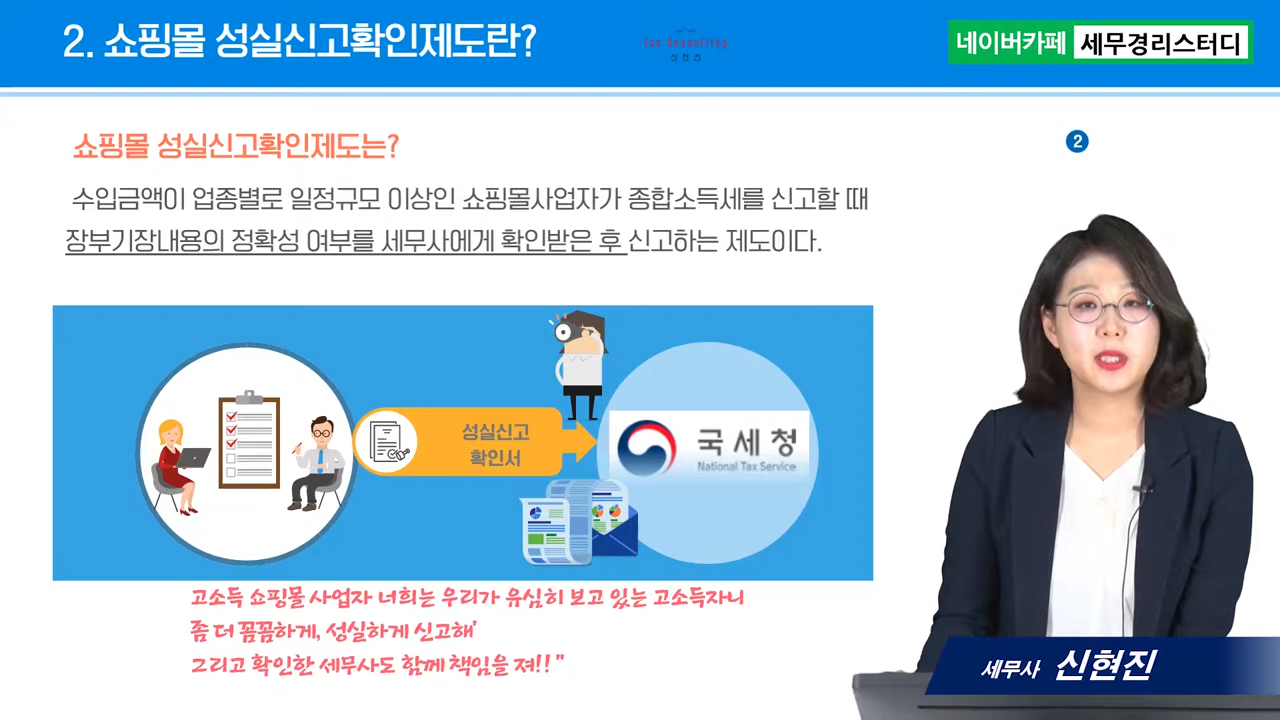 2. 쇼핑몰 성실신고확인제도란?
Tax Consulting
신현진
네이버카페 세무경리스터디
쇼핑몰 성실신고확인제도는?
2
수입금액이 업종별로 일정규모 이상인 쇼핑몰사업자가 종합소득세를 신고할 때
장부기장내용의 정확성 여부를 세무사에게 확인받은 후 신고하는 제도이다.
성실신고
확인서
국세청
National Tax Service
고소득 쇼핑몰 사업자 너희는 우리가 유심히 보고 있는 고소득자니
좀 더 꼼꼼하게, 성실하게 신고해'
그리고 확인한 세무사도 함께 책임을 져!! "
세무사 신현진